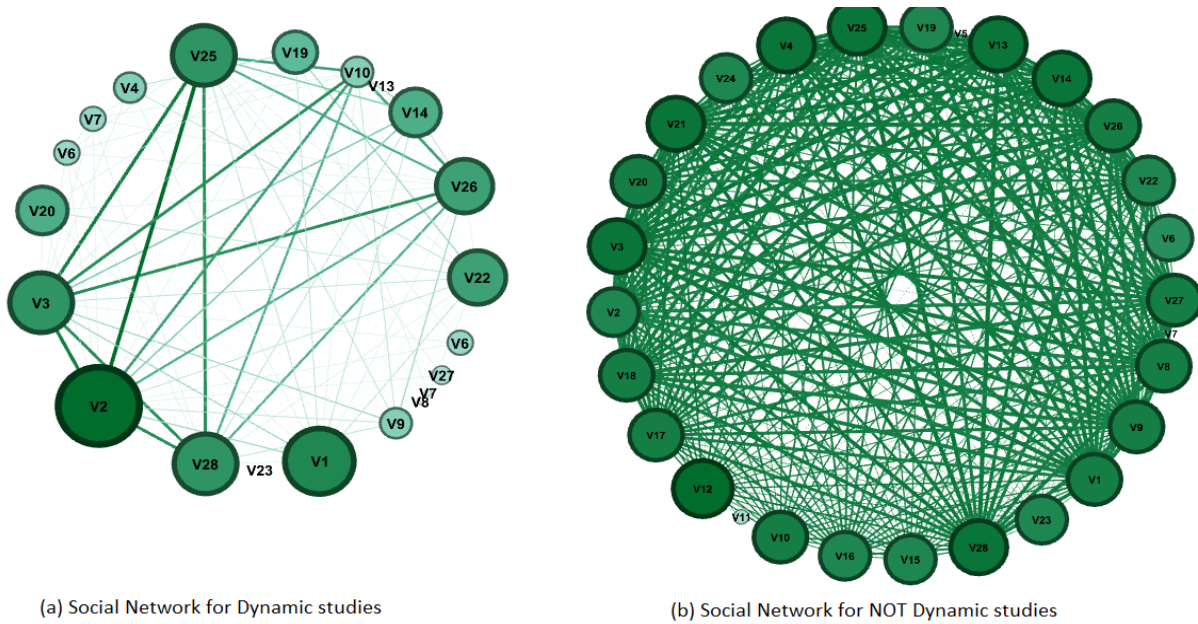 V25
V19
V10
V13
V4
V14
V7
V6
V26
V20
V22
V3
V6
V27
V7
V8
V2
V9
V28
V23
V1
(a) Social Network for Dynamic studies
V25
V19
V5
V4
V13
V24
V14
V21
V26
V20
V22
V3
V6
V2
V27
V7
V18
V8
V17
V9
V12
V1
V11
V23
V10
V28
V16
V15
(b) Social Network for NOT Dynamic studies